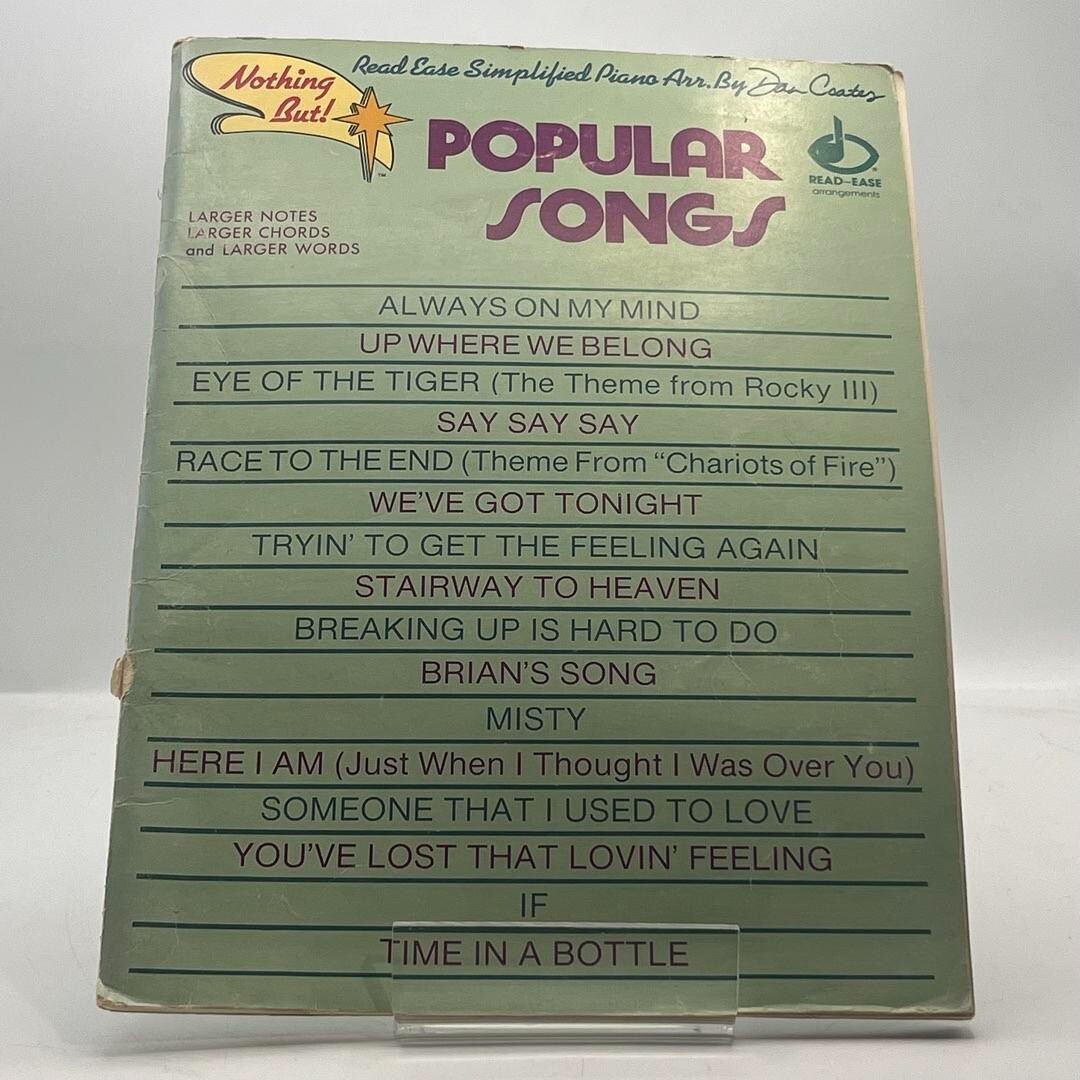 Nothing
But!
™
Read Ease Simplified Piano Arr. By Dan Coates
POPULAR
SONGS
READ-EASE
arrangements
LARGER NOTES
LARGER CHORDS
and LARGER WORDS
ALWAYS ON MY MIND
UP WHERE WE BELONG
EYE OF THE TIGER (The Theme from Rocky III)
SAY SAY SAY
RACE TO THE END (Theme From “Chariots of Fire”)
WE'VE GOT TONIGHT
TRYIN' TO GET THE FEELING AGAIN
STAIRWAY TO HEAVEN
BREAKING UP IS HARD TO DO
BRIAN'S SONG
MISTY
HERE I AM (Just When I Thought I Was Over You)
SOMEONE THAT I USED TO LOVE
YOU'VE LOST THAT LOVIN' FEELING
IF
TIME IN A BOTTLE